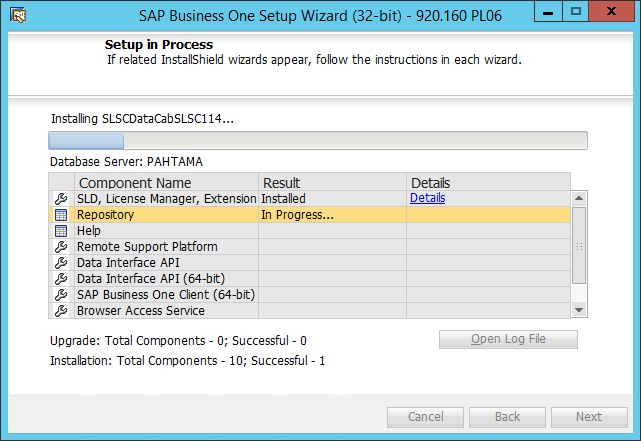 SAP Business One Setup Wizard (32-bit) - 920.160 PL06
Setup in Process
If related InstallShield wizards appear, follow the instructions in each wizard.
Installing SLSCDataCabSLSC114...
Database Server: PAHTAMA
Component Name Result Details
SLD, License Manager, Extension Installed Details
Repository In Progress...
Help
Remote Support Platform
Data Interface API
Data Interface API (64-bit)
SAP Business One Client (64-bit)
Browser Access Service
Upgrade: Total Components - 0; Successful - 0
Open Log File
Installation: Total Components - 10; Successful - 1
Cancel Back Next